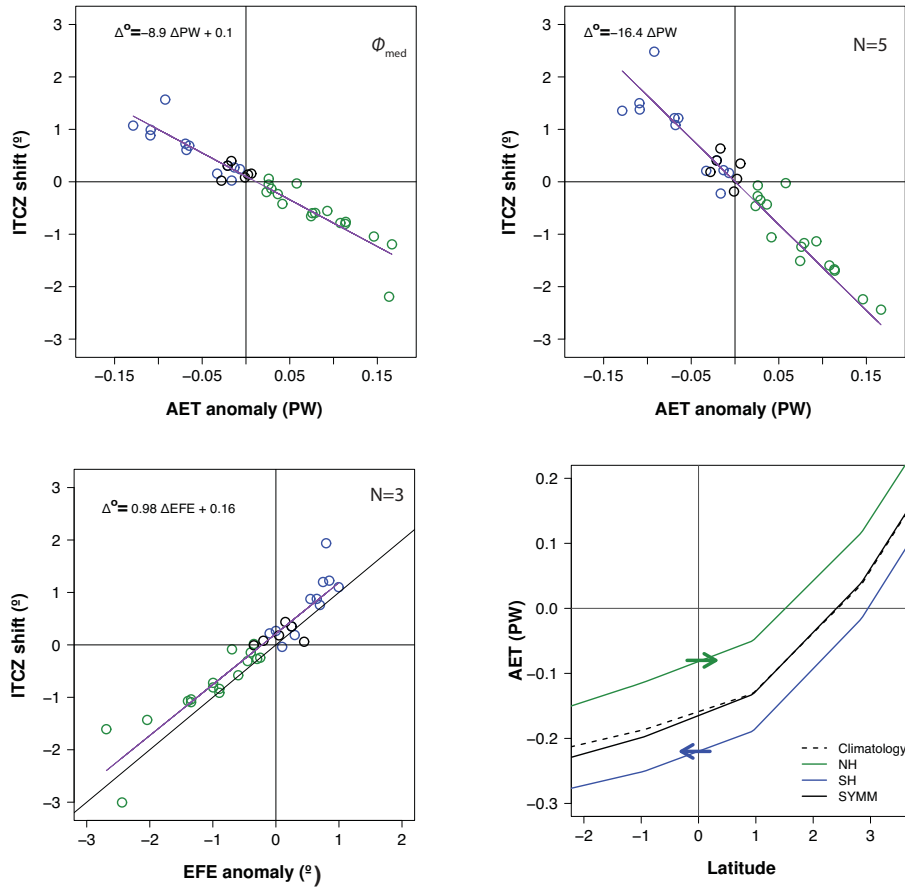 Δº=−8.9 ΔPW + 0.1
ϕmed
3
2
1
0
−1
−2
−3
ITCZ shift (º)
−0.15
−0.05
0.05
0.15
AET anomaly (PW)
Δº=−16.4 ΔPW
N=5
3
2
1
0
−1
−2
−3
ITCZ shift (º)
−0.15
−0.05
0.05
0.15
AET anomaly (PW)
Δº= 0.98 ΔEFE + 0.16
N=3
3
2
1
0
−1
−2
−3
ITCZ shift (º)
−3
−2
−1
0
1
2
EFE anomaly (º)
0.2
0.1
0.0
−0.1
−0.2
−0.3
AET (PW)
Climatology
NH
SH
SYMM
−2
−1
0
1
2
3
Latitude